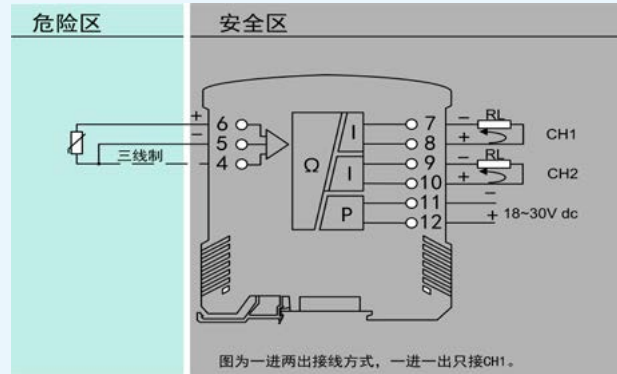 危险区 安全区
+ 6 7 − RL
− 5 8 + CH1
三线制 4 Ω I 9 − RL
I 10 + CH2
P 11 −
12 + 18~30V dc
图为一进两出接线方式，一进一出只接CH1。